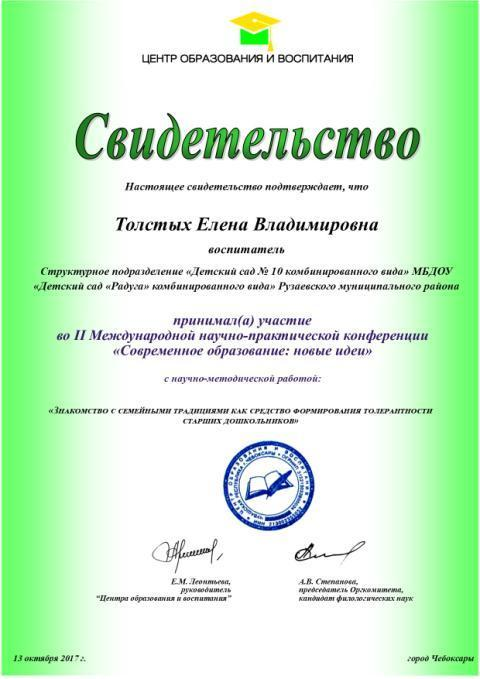 ЦЕНТР ОБРАЗОВАНИЯ И ВОСПИТАНИЯ
Свидетельство
Настоящее свидетельство подтверждает, что
Толстых Елена Владимировна
воспитатель
Структурное подразделение «Детский сад № 10 комбинированного вида» МБДОУ
«Детский сад «Радуга» комбинированного вида» Рузаевского муниципального района
принимал(а) участие
во II Международной научно-практической конференции
«Современное образование: новые идеи»
с научно-методической работой:
«ЗНАКОМСТВО С СЕМЕЙНЫМИ ТРАДИЦИЯМИ КАК СРЕДСТВО ФОРМИРОВАНИЯ ТОЛЕРАНТНОСТИ
СТАРШИХ ДОШКОЛЬНИКОВ»
Е.М. Леонтьева,
руководитель
"Центра образования и воспитания"
А.В. Степанова,
председатель Оргкомитета,
кандидат филологических наук
13 октября 2017 г.
город Чебоксары